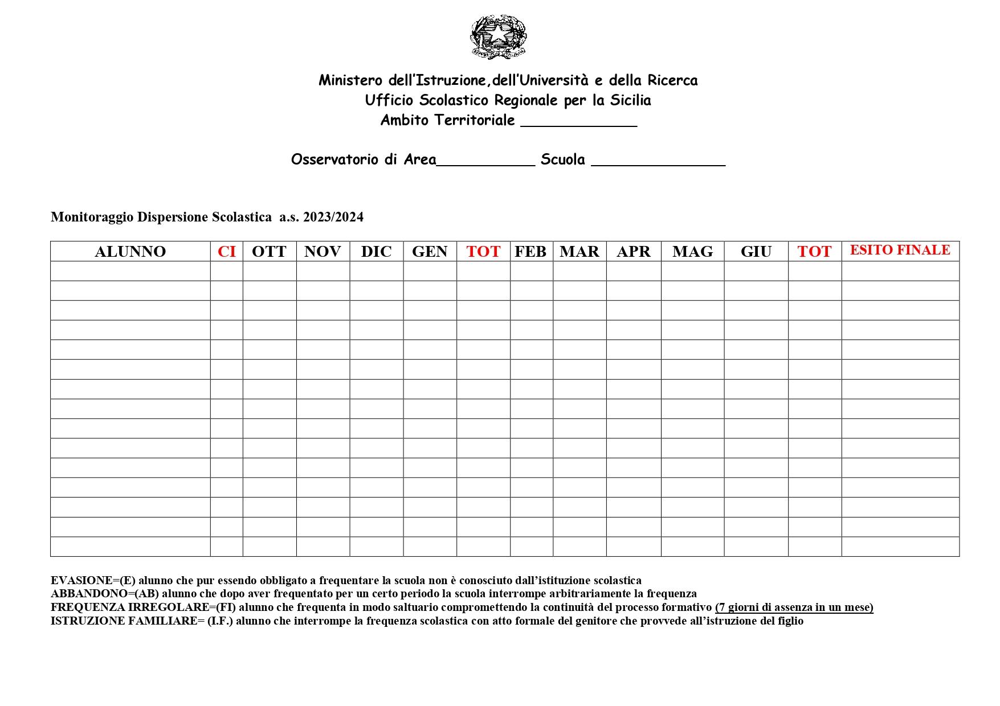 Ministero dell'Istruzione,dell'Università e della Ricerca
Ufficio Scolastico Regionale per la Sicilia
Ambito Territoriale _____________
Osservatorio di Area___________ Scuola _______________
Monitoraggio Dispersione Scolastica a.s. 2023/2024
ALUNNO CI OTT NOV DIC GEN TOT FEB MAR APR MAG GIU TOT ESITO FINALE
EVASIONE=(E) alunno che pur essendo obbligato a frequentare la scuola non è conosciuto dall’istituzione scolastica
ABBANDONO=(AB) alunno che dopo aver frequentato per un certo periodo la scuola interrompe arbitrariamente la frequenza
FREQUENZA IRREGOLARE=(FI) alunno che frequenta in modo saltuario compromettendo la continuità del processo formativo (7 giorni di assenza in un mese)
ISTRUZIONE FAMILIARE= (I.F.) alunno che interrompe la frequenza scolastica con atto formale del genitore che provvede all’istruzione del figlio